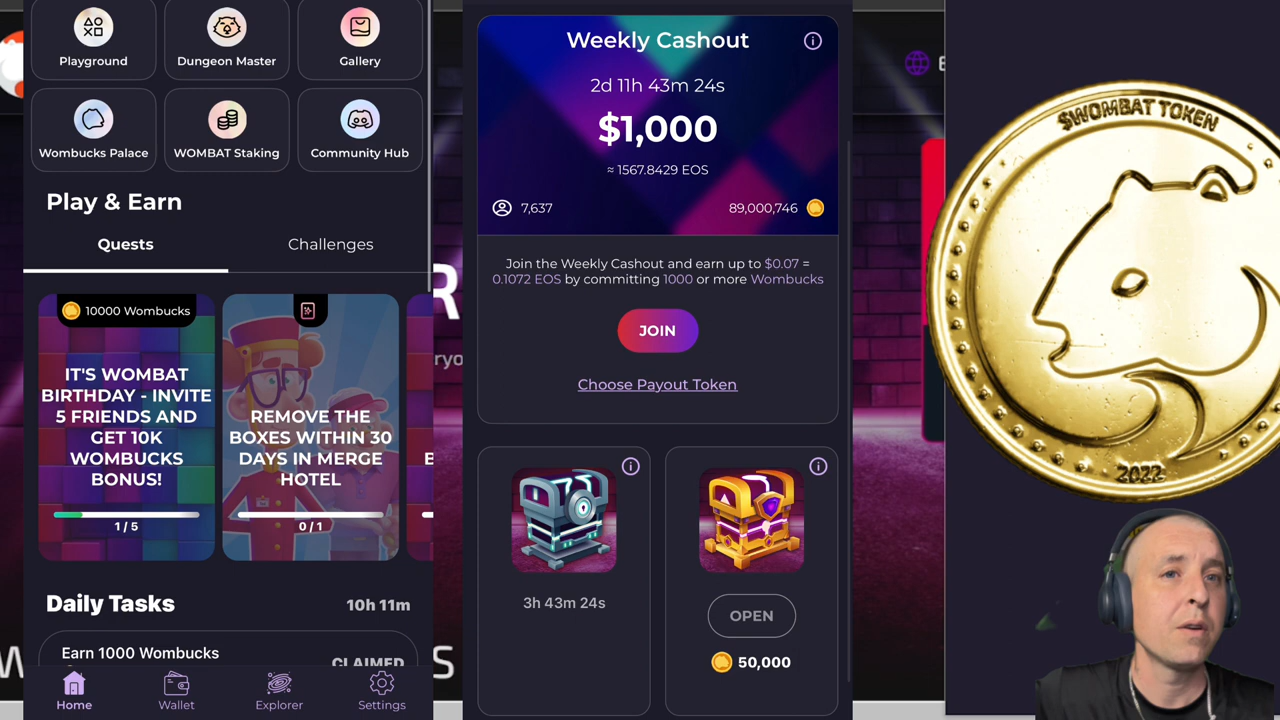 Playground
Dungeon Master
Gallery
Wombucks Palace
WOMBAT Staking
Community Hub
Play & Earn
Quests
Challenges
10000 Wombucks
IT'S WOMBAT
BIRTHDAY - INVITE
5 FRIENDS AND
GET 10K
WOMBUCKS
BONUS!
1 / 5
REMOVE THE
BOXES WITHIN 30
DAYS IN MERGE
HOTEL
0 / 1
Daily Tasks
10h 11m
Earn 1000 Wombucks
CLAIMED
Home
Wallet
Explorer
Settings
Weekly Cashout
2d 11h 43m 24s
$1,000
≈ 1567.8429 EOS
7,637
89,000,746
Join the Weekly Cashout and earn up to $0.07 =
0.1072 EOS by committing 1000 or more Wombucks
JOIN
Choose Payout Token
3h 43m 24s
OPEN
50,000
$WOMBAT TOKEN
2022